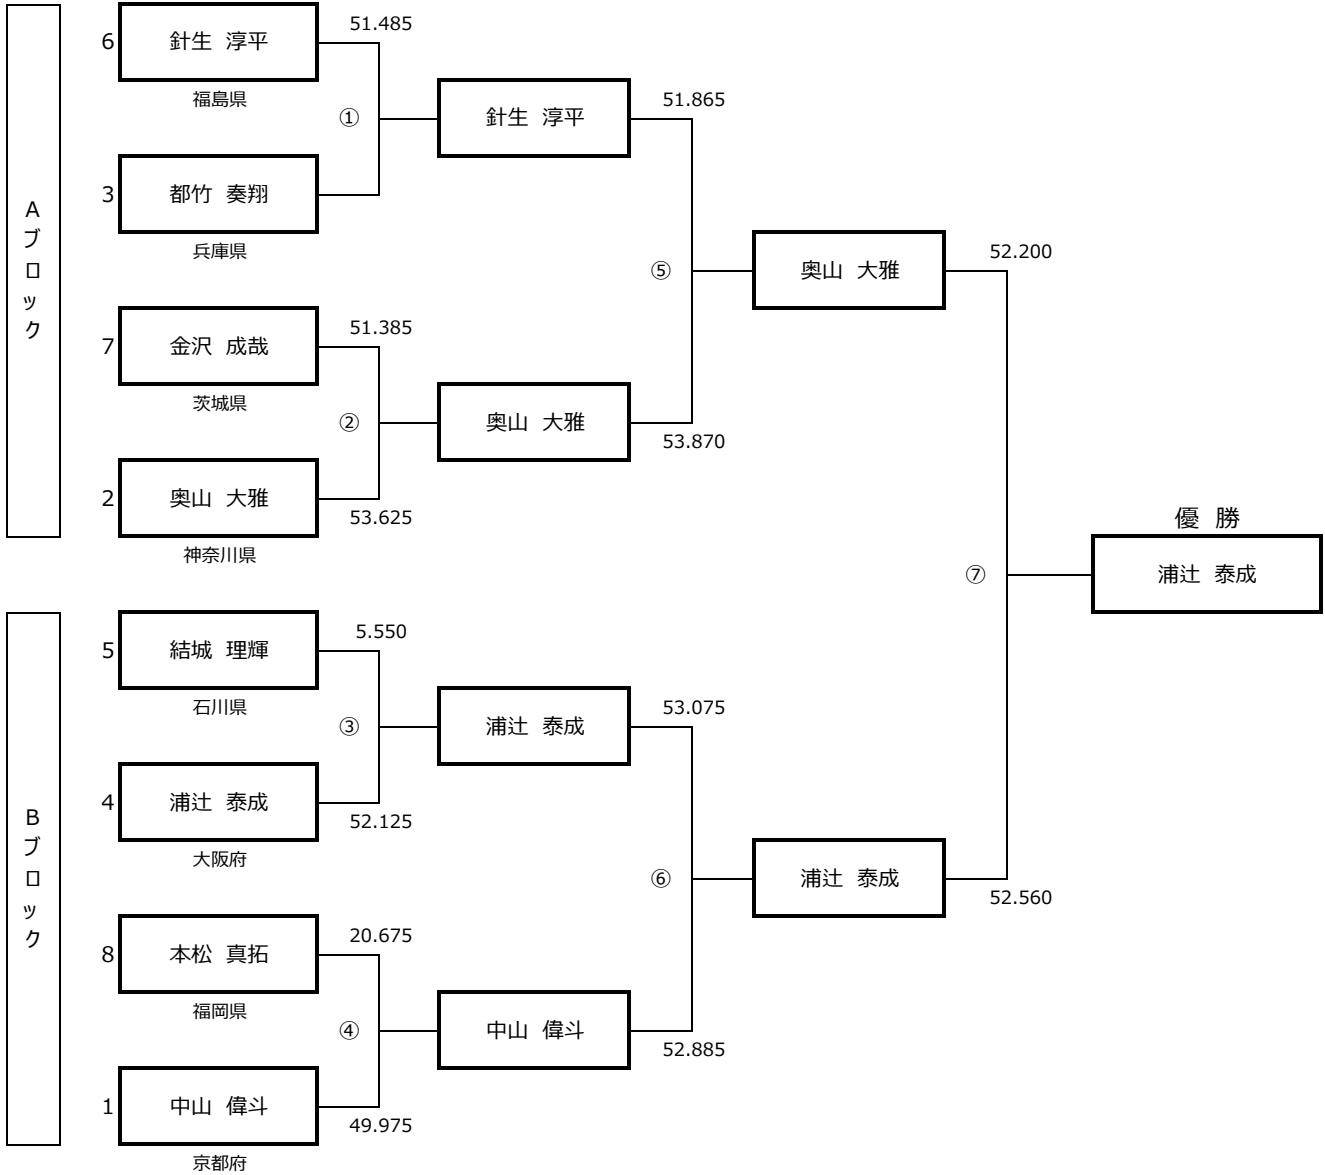 Aブロック
6
針生 淳平
51.485
福島県
①
針生 淳平
51.865
3
都竹 奏翔
兵庫県
⑤
奥山 大雅
52.200
7
金沢 成哉
51.385
茨城県
②
奥山 大雅
53.870
2
奥山 大雅
53.625
神奈川県
優 勝
⑦
浦辻 泰成
Bブロック
5
結城 理輝
5.550
石川県
③
浦辻 泰成
53.075
4
浦辻 泰成
52.125
大阪府
⑥
浦辻 泰成
52.560
8
本松 真拓
20.675
福岡県
④
中山 偉斗
52.885
1
中山 偉斗
49.975
京都府